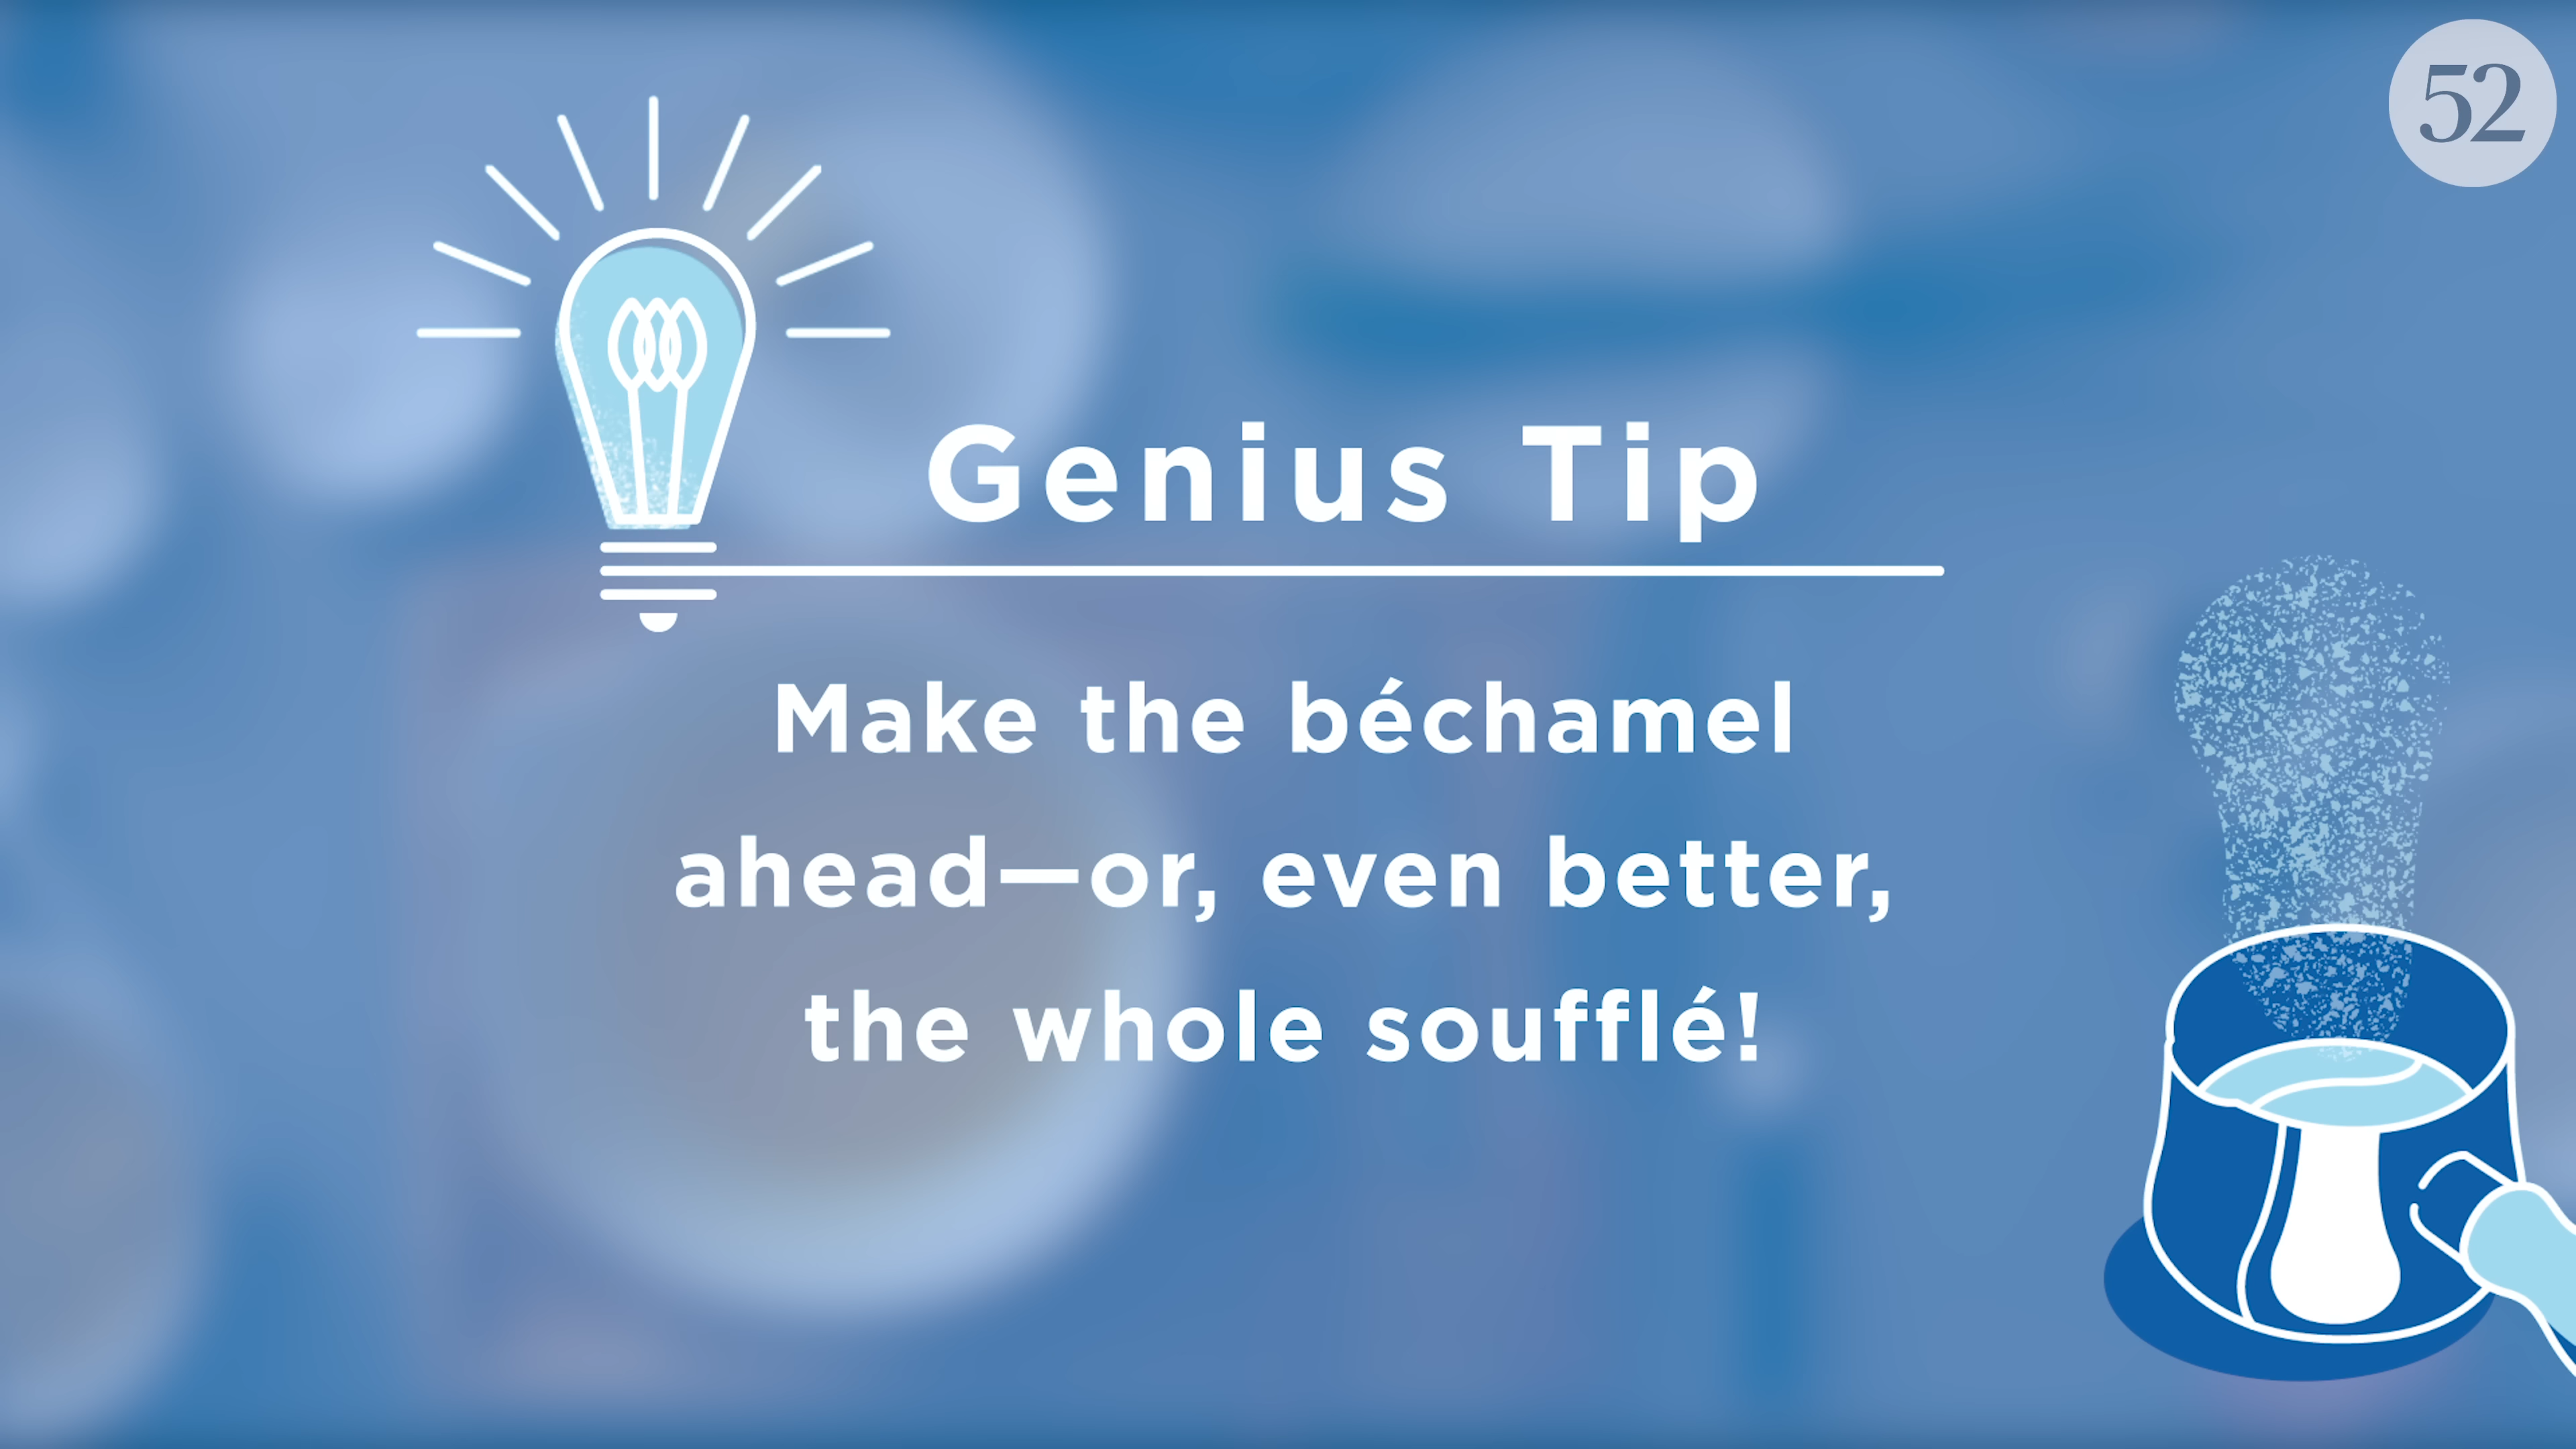 52
Genius Tip
Make the béchamel
ahead—or, even better,
the whole soufflé!